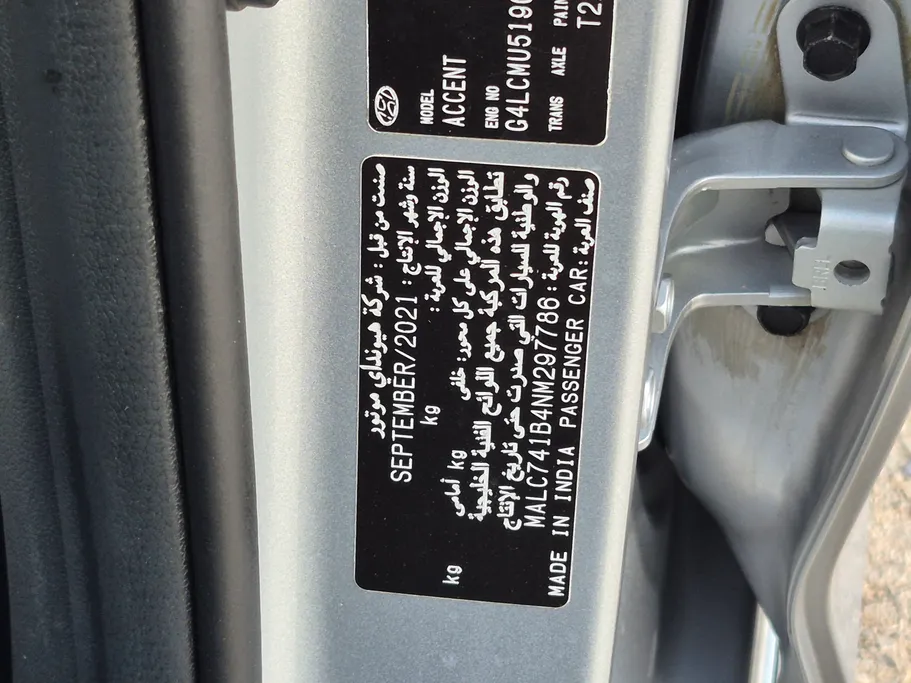 MODEL
ACCENT
ENG NO
G4LCMU519
TRANS AXLE PAIN
T2
صنعت من قبل : شركة هيونداي موتور
سنة وشهر الإنتاج : SEPTEMBER/2021
الوزن الإجمالي للعربة : kg
الوزن الإجمالي على كل محور: خلفي kg أمامي kg
تطابق هذه المركبة جميع اللوائح الفنية الخليجية
والوطنية للسيارات التي صدرت حتى تاريخ الإنتاج
رقم الهوية للعربة : MALC741B4NM297786
صنف العربة : MADE IN INDIA PASSENGER CAR